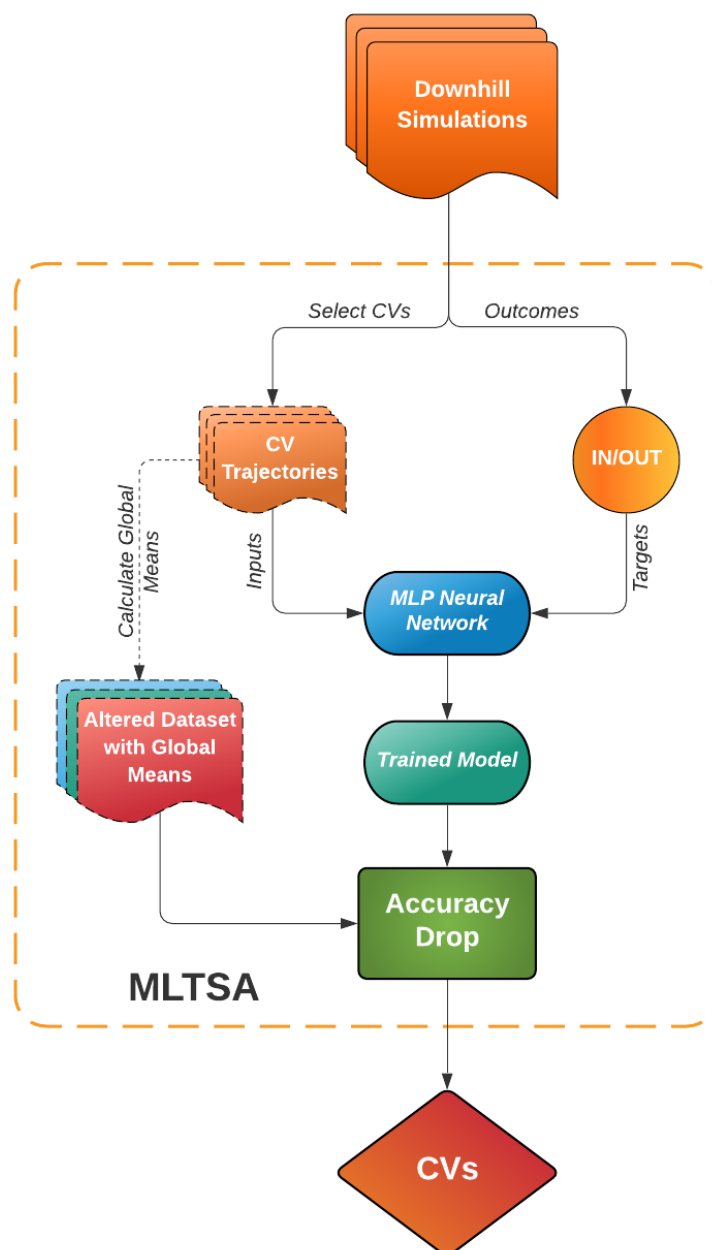 Downhill
Simulations
Select CVs
Outcomes
CV
Trajectories
IN/OUT
Calculate Global
Means
Inputs
Targets
MLP Neural
Network
Altered Dataset
with Global
Means
Trained Model
Accuracy
Drop
MLTSA
CVs